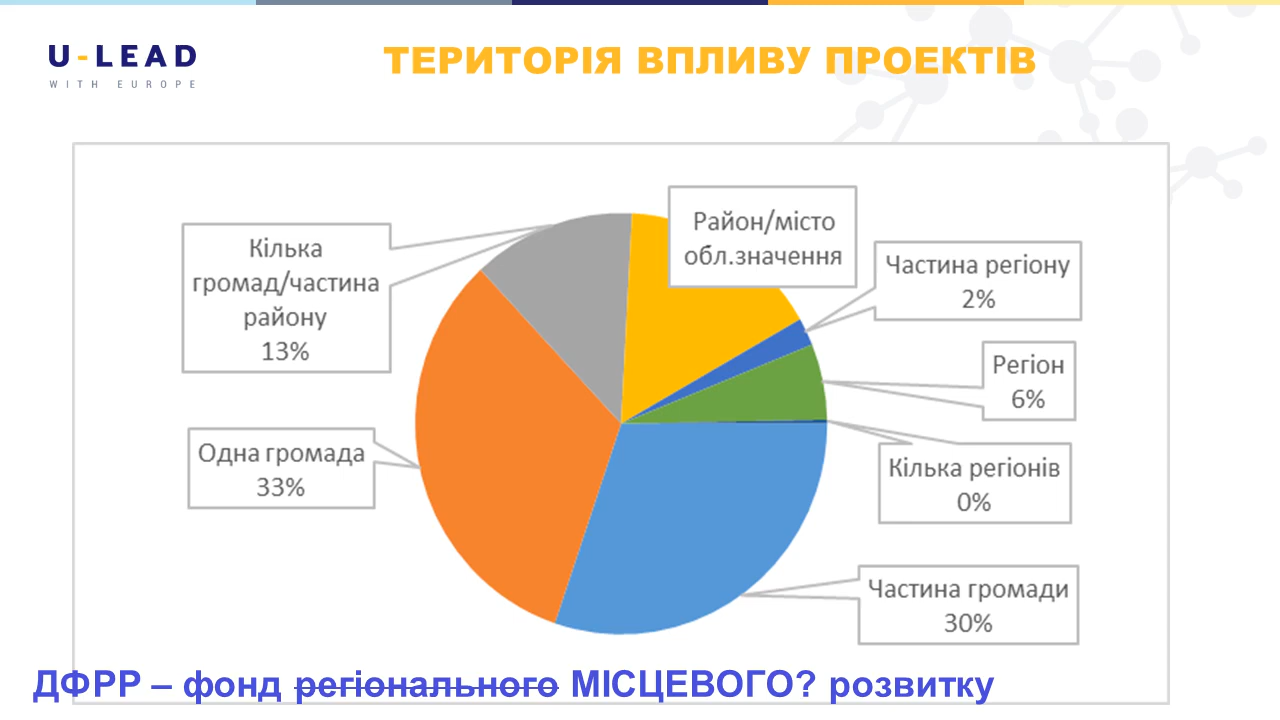 U-LEAD
WITH EUROPE
ТЕРИТОРІЯ ВПЛИВУ ПРОЕКТІВ
Кілька
громад/частина
району
13%
Район/місто
обл.значення
Частина регіону
2%
Регіон
6%
Одна громада
33%
Кілька регіонів
0%
Частина громади
30%
ДФРР – фонд регіонального МІСЦЕВОГО? розвитку